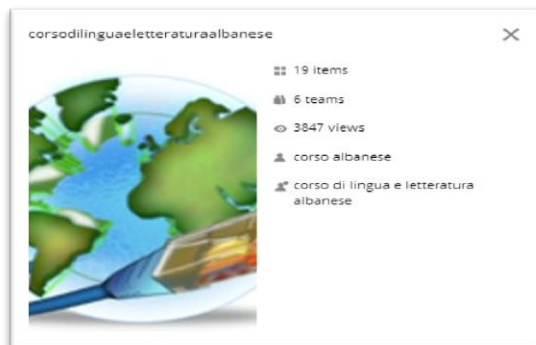 corsodilinguaeletteraturaalbanese
19 items
6 teams
3847 views
corso albanese
corso di lingua e letteratura
albanese